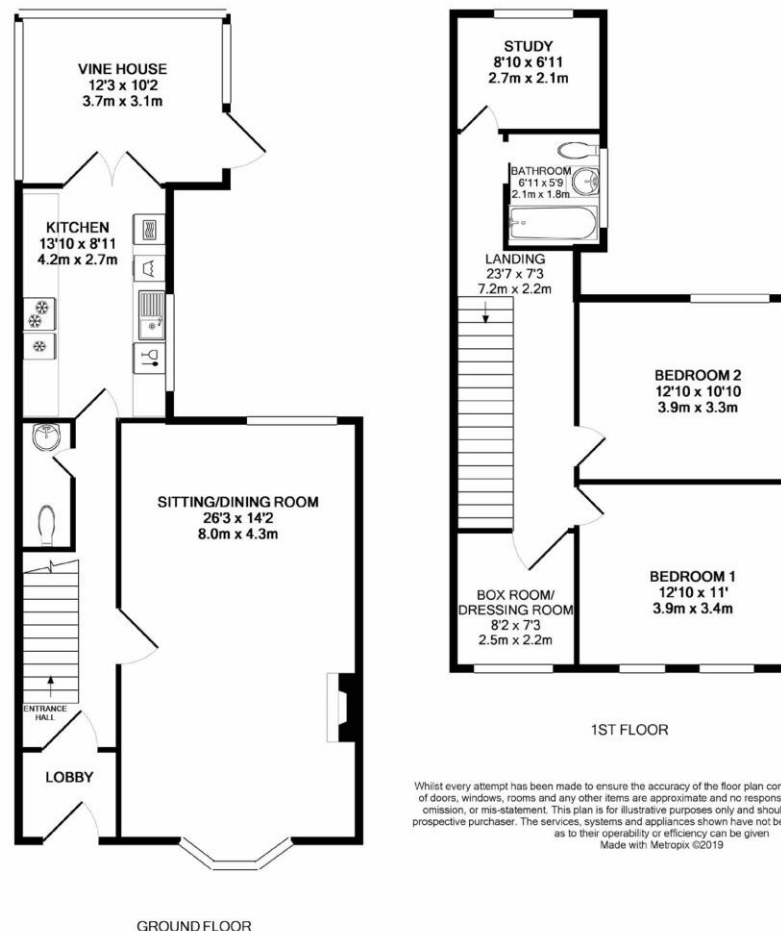 VINE HOUSE
12'3 x 10'2
3.7m x 3.1m
KITCHEN
13'10 x 8'11
4.2m x 2.7m
SITTING/DINING ROOM
26'3 x 14'2
8.0m x 4.3m
ENTRANCE
HALL
LOBBY
GROUND FLOOR
STUDY
8'10 x 6'11
2.7m x 2.1m
BATHROOM
6'11 x 5'9
2.1m x 1.8m
LANDING
23'7 x 7'3
7.2m x 2.2m
BEDROOM 2
12'10 x 10'10
3.9m x 3.3m
BEDROOM 1
12'10 x 11'
3.9m x 3.4m
BOX ROOM/
DRESSING ROOM
8'2 x 7'3
2.5m x 2.2m
1ST FLOOR
Whilst every attempt has been made to ensure the accuracy of the floor plan
of doors, windows, rooms and any other items are approximate and no
omission, or mis-statement. This plan is for illustrative purposes only and
prospective purchaser. The services, systems and appliances shown have not
as to their operability or efficiency can be given
Made with Metropix ©2019